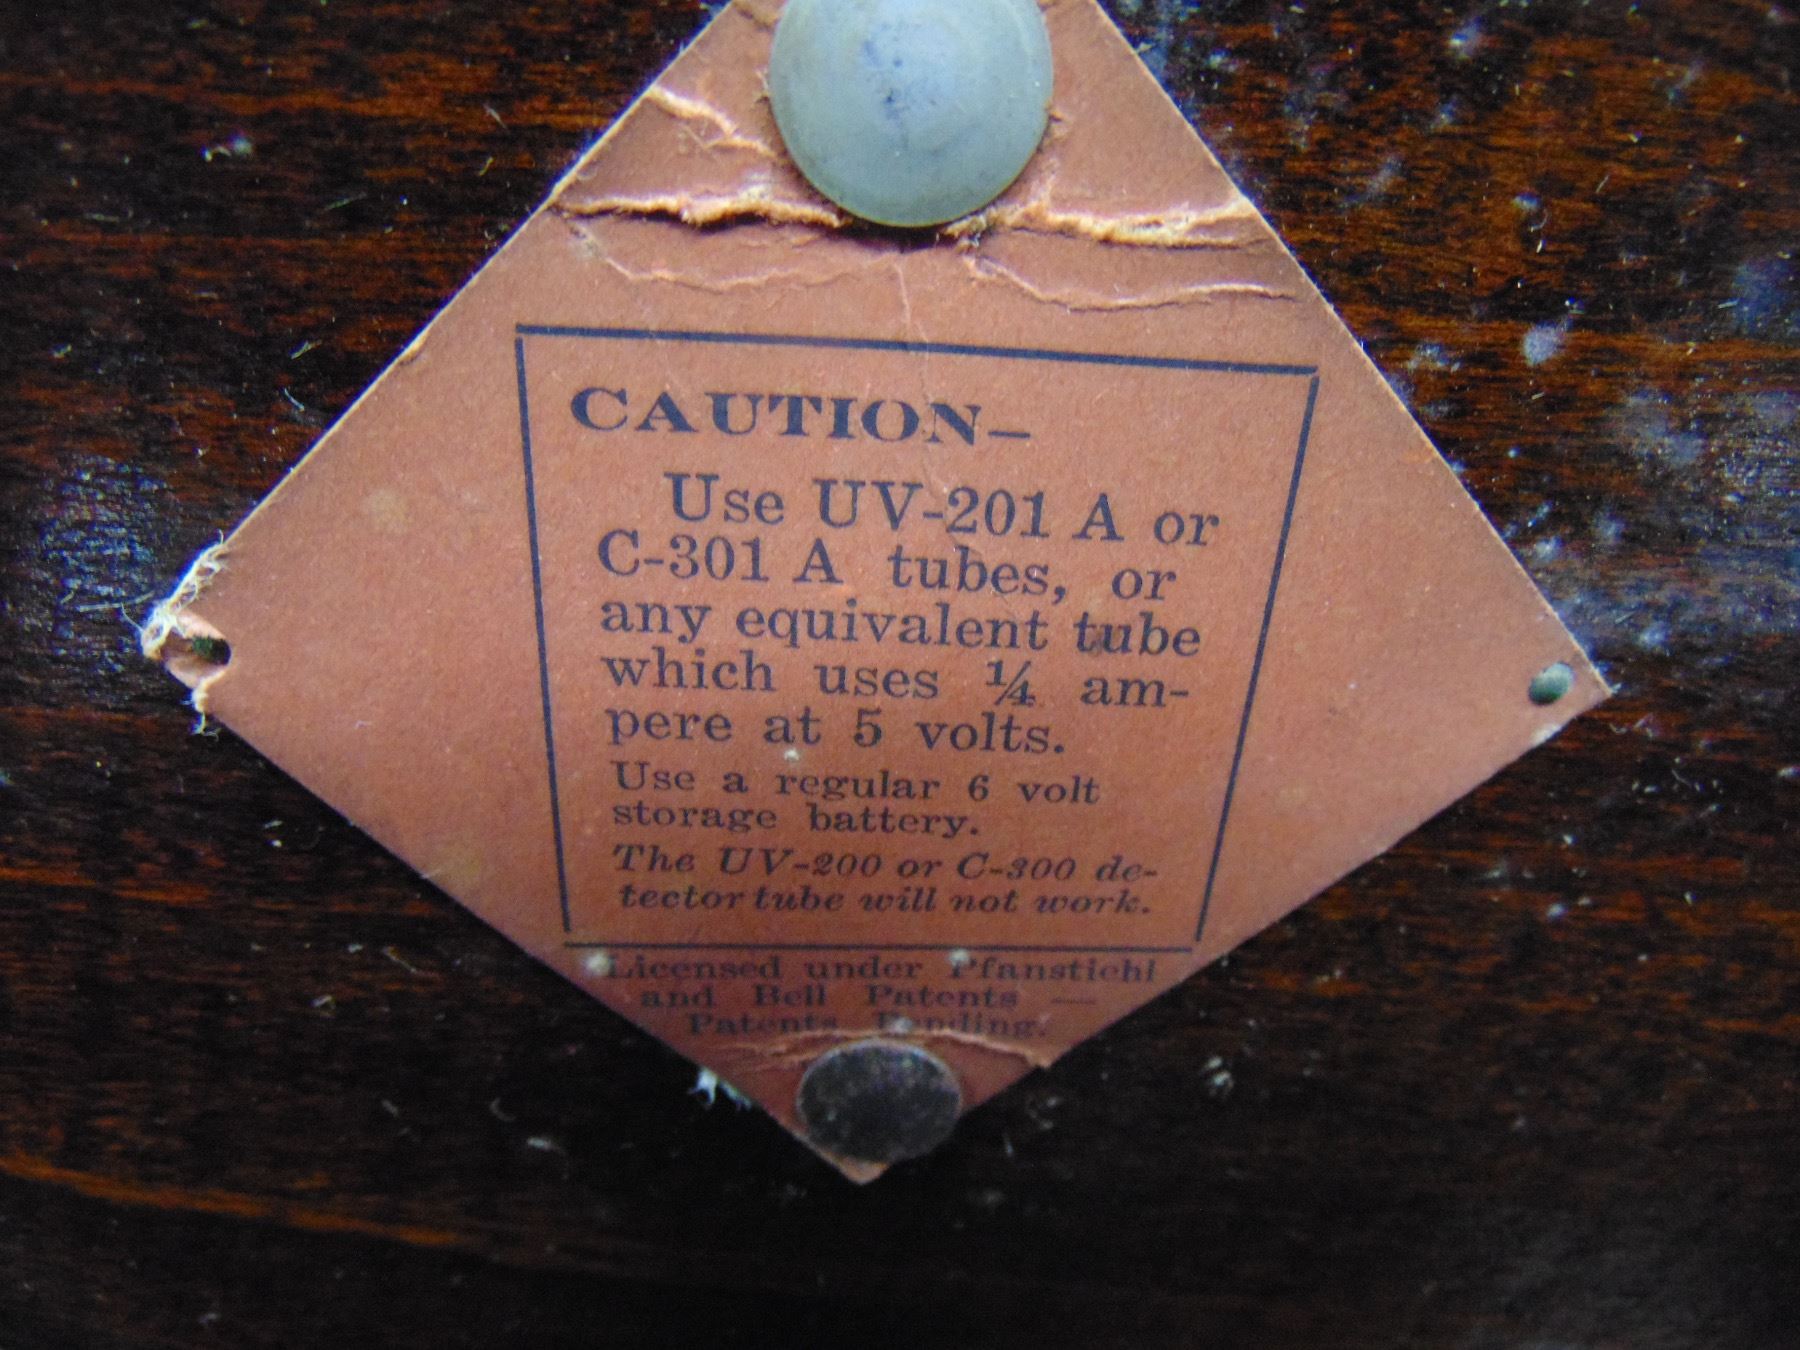 CAUTION—
Use UV-201 A or
C-301 A tubes, or
any equivalent tube
which uses ¼ am-
pere at 5 volts.
Use a regular 6 volt
storage battery.
The UV-200 or C-300 de-
tector tube will not work.
Licensed under Pfanstiehl
and Bell Patents —
Patents Pending.